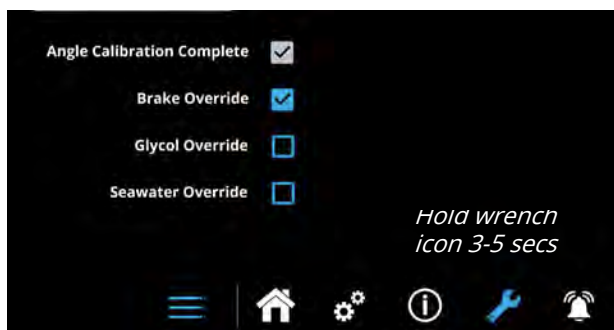 Angle Calibration Complete
Brake Override
Glycol Override
Seawater Override
Hold wrench
icon 3-5 secs